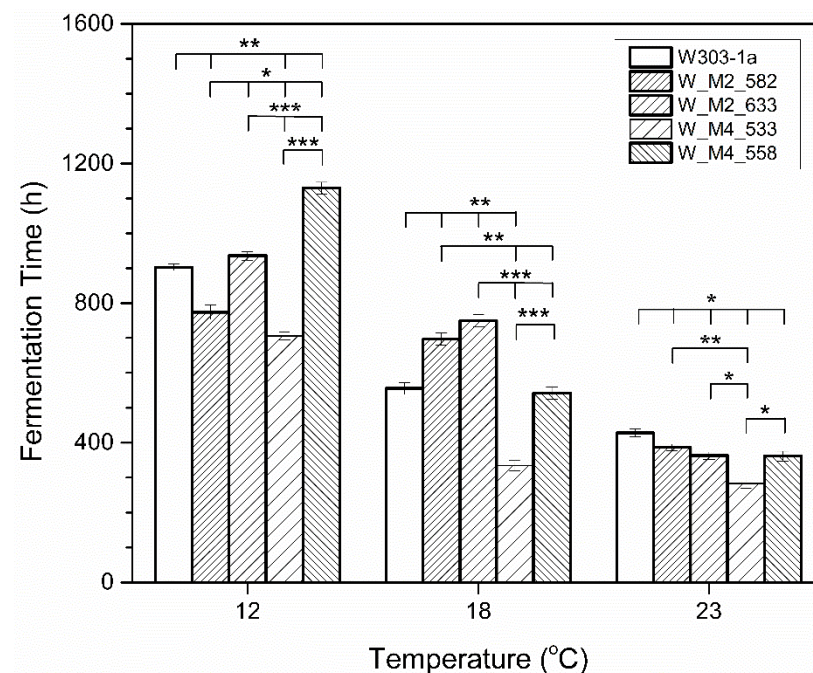 1600
1200
800
400
0
Fermentation Time (h)
** 
* 
*** 
*** 
** 
** 
*** 
*** 
* 
** 
* 
* 
W303-1a
W_M2_582
W_M2_633
W_M4_533
W_M4_558
12
18
23
Temperature (°C)